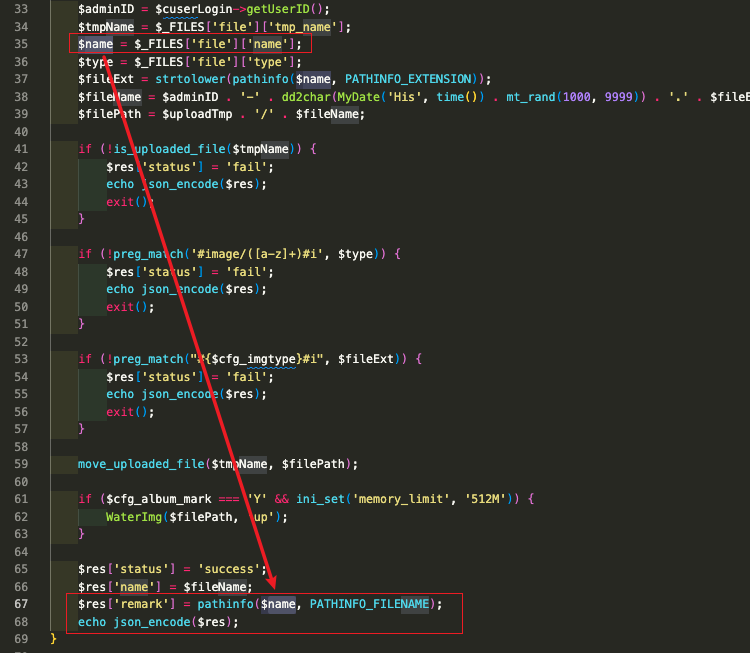 33 $adminID = $cuserLogin->getUserID();
34 $tmpName = $_FILES['file']['tmp_name'];
35 $name = $_FILES['file']['name'];
36 $type = $_FILES['file']['type'];
37 $fileExt = strtolower(pathinfo($name, PATHINFO_EXTENSION));
38 $fileName = $adminID . '-' . dd2char(MyDate('His', time()) . mt_rand(1000, 9999)) . '.' . $fileE
39 $filePath = $uploadTmp . '/' . $fileName;
40
41 if (!is_uploaded_file($tmpName)) {
42 $res['status'] = 'fail';
43 echo json_encode($res);
44 exit();
45 }
46
47 if (!preg_match('#image/([a-z]+)#i', $type)) {
48 $res['status'] = 'fail';
49 echo json_encode($res);
50 exit();
51 }
52
53 if (!preg_match("#{$cfg_imgtype}#i", $fileExt)) {
54 $res['status'] = 'fail';
55 echo json_encode($res);
56 exit();
57 }
58
59 move_uploaded_file($tmpName, $filePath);
60
61 if ($cfg_album_mark === 'Y' && ini_set('memory_limit', '512M')) {
62 WaterImg($filePath, 'up');
63 }
64
65 $res['status'] = 'success';
66 $res['name'] = $fileName;
67 $res['remark'] = pathinfo($name, PATHINFO_FILENAME);
68 echo json_encode($res);
69 }